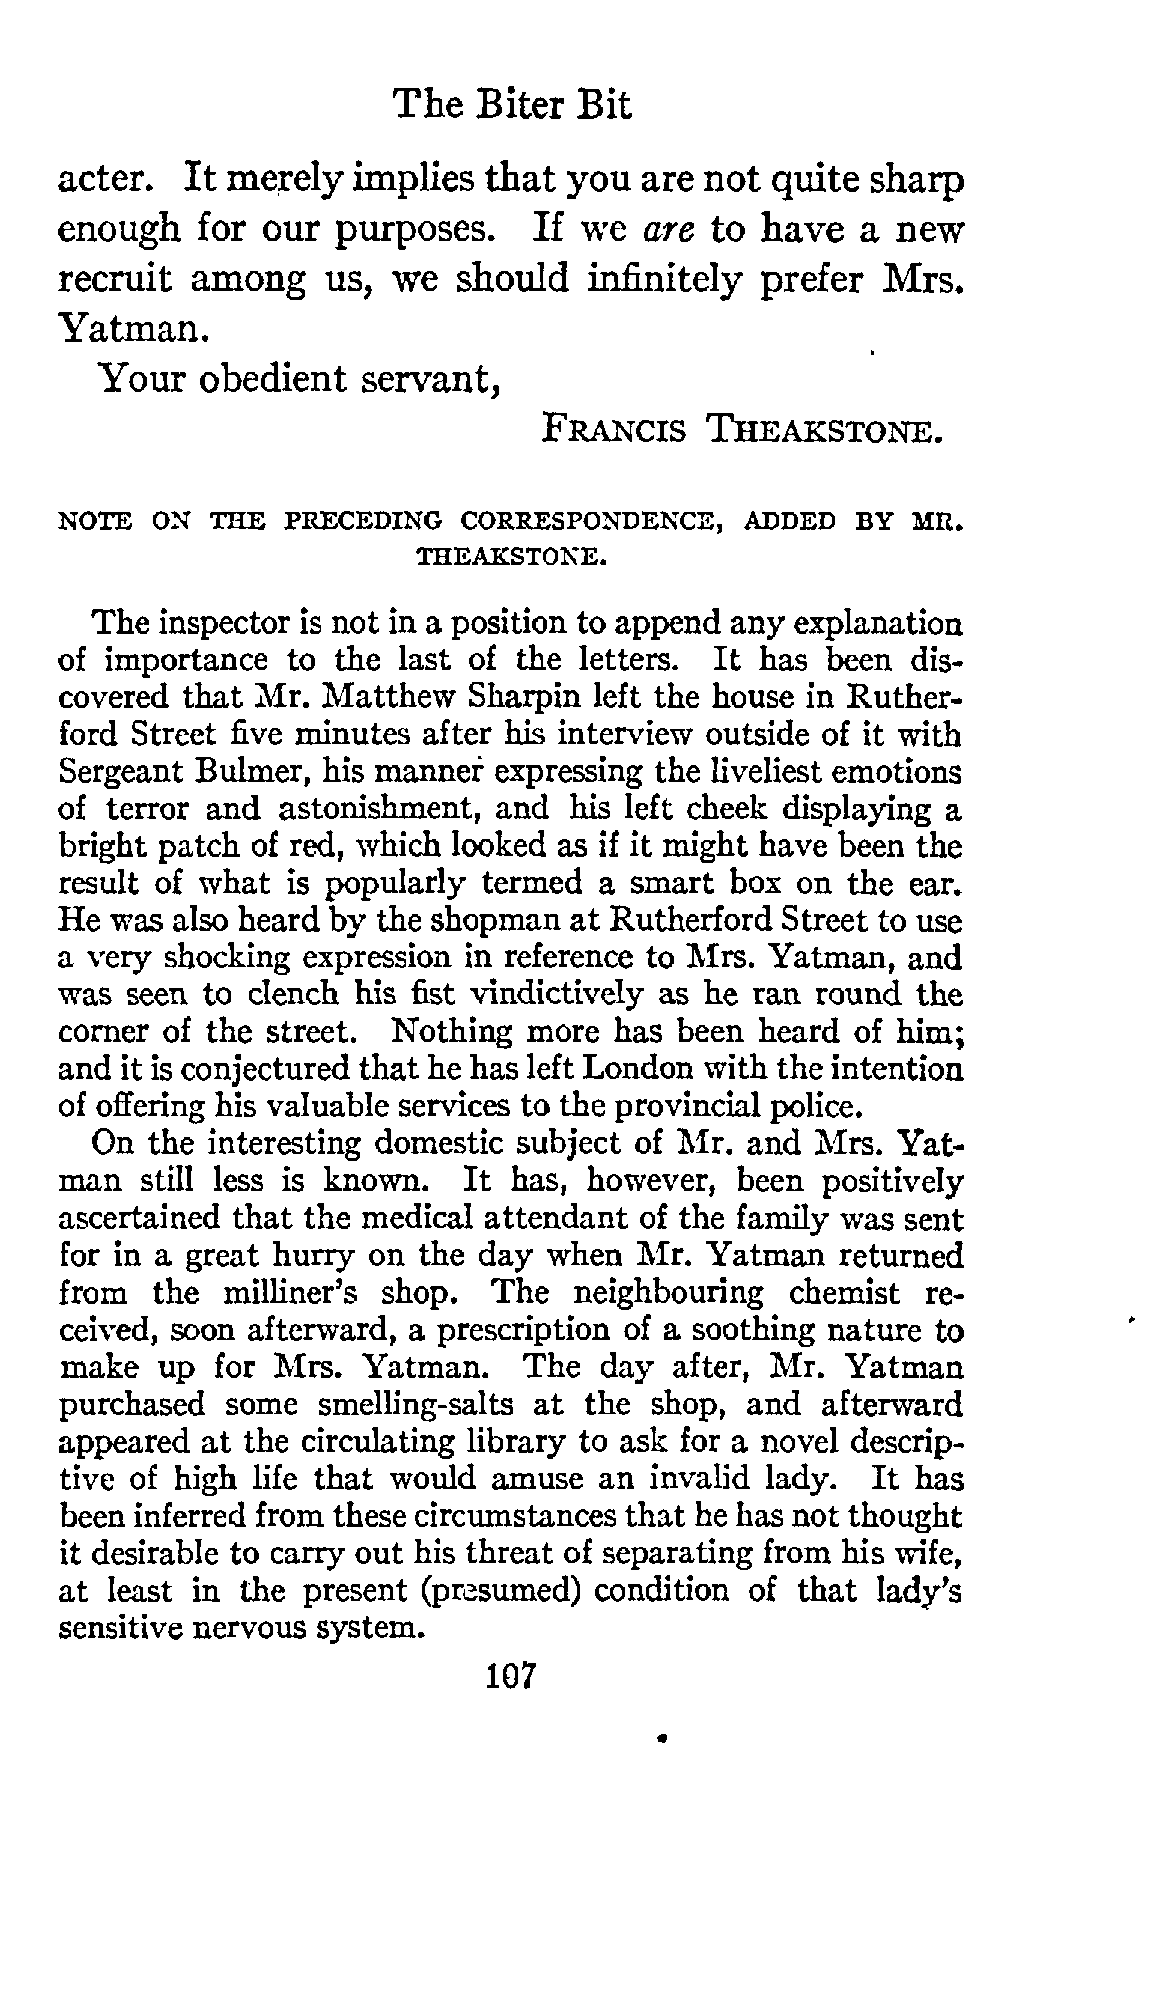 The Biter Bit
acter. It merely implies that you are not quite sharp
enough for our purposes. If we are to have a new
recruit among us, we should infinitely prefer Mrs.
Yatman.
Your obedient servant,
FRANCIS THEAKSTONE.
NOTE ON THE PRECEDING CORRESPONDENCE, ADDED BY MR.
THEAKSTONE.
The inspector is not in a position to append any explanation
of importance to the last of the letters. It has been dis-
covered that Mr. Matthew Sharpin left the house in Ruther-
ford Street five minutes after his interview outside of it with
Sergeant Bulmer, his manner expressing the liveliest emotions
of terror and astonishment, and his left cheek displaying a
bright patch of red, which looked as if it might have been the
result of what is popularly termed a smart box on the ear.
He was also heard by the shopman at Rutherford Street to use
a very shocking expression in reference to Mrs. Yatman, and
was seen to clench his fist vindictively as he ran round the
corner of the street. Nothing more has been heard of him;
and it is conjectured that he has left London with the intention
of offering his valuable services to the provincial police.
On the interesting domestic subject of Mr. and Mrs. Yat-
man still less is known. It has, however, been positively
ascertained that the medical attendant of the family was sent
for in a great hurry on the day when Mr. Yatman returned
from the milliner's shop. The neighbouring chemist re-
ceived, soon afterward, a prescription of a soothing nature to
make up for Mrs. Yatman. The day after, Mr. Yatman
purchased some smelling-salts at the shop, and afterward
appeared at the circulating library to ask for a novel descrip-
tive of high life that would amuse an invalid lady. It has
been inferred from these circumstances that he has not thought
it desirable to carry out his threat of separating from his wife,
at least in the present (presumed) condition of that lady's
sensitive nervous system.
107